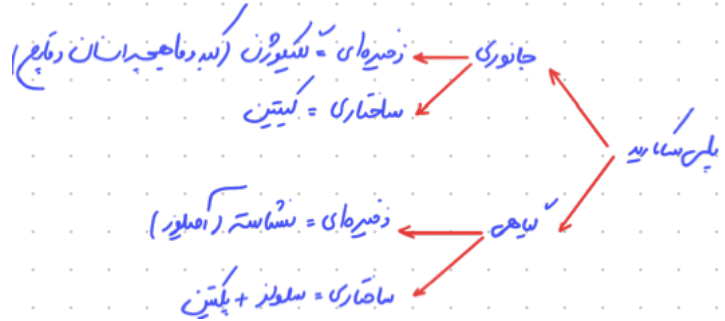 پلی ساکارید
جانوری
ذخیره‌ای = گلیکوژن (کبد و ماهیچه انسان و قارچ)
ساختاری = کیتین
گیاهی
ذخیره‌ای = نشاسته (آمیلوز)
ساختاری = سلولز + پکتین